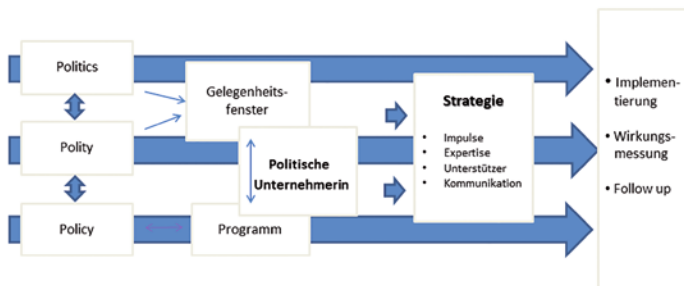 Politics
Polity
Policy
Gelegenheits-
fenster
Politische
Unternehmerin
Programm
Strategie
• Impulse
• Expertise
• Unterstützer
• Kommunikation
• Implemen-
tierung
• Wirkungs-
messung
• Follow up